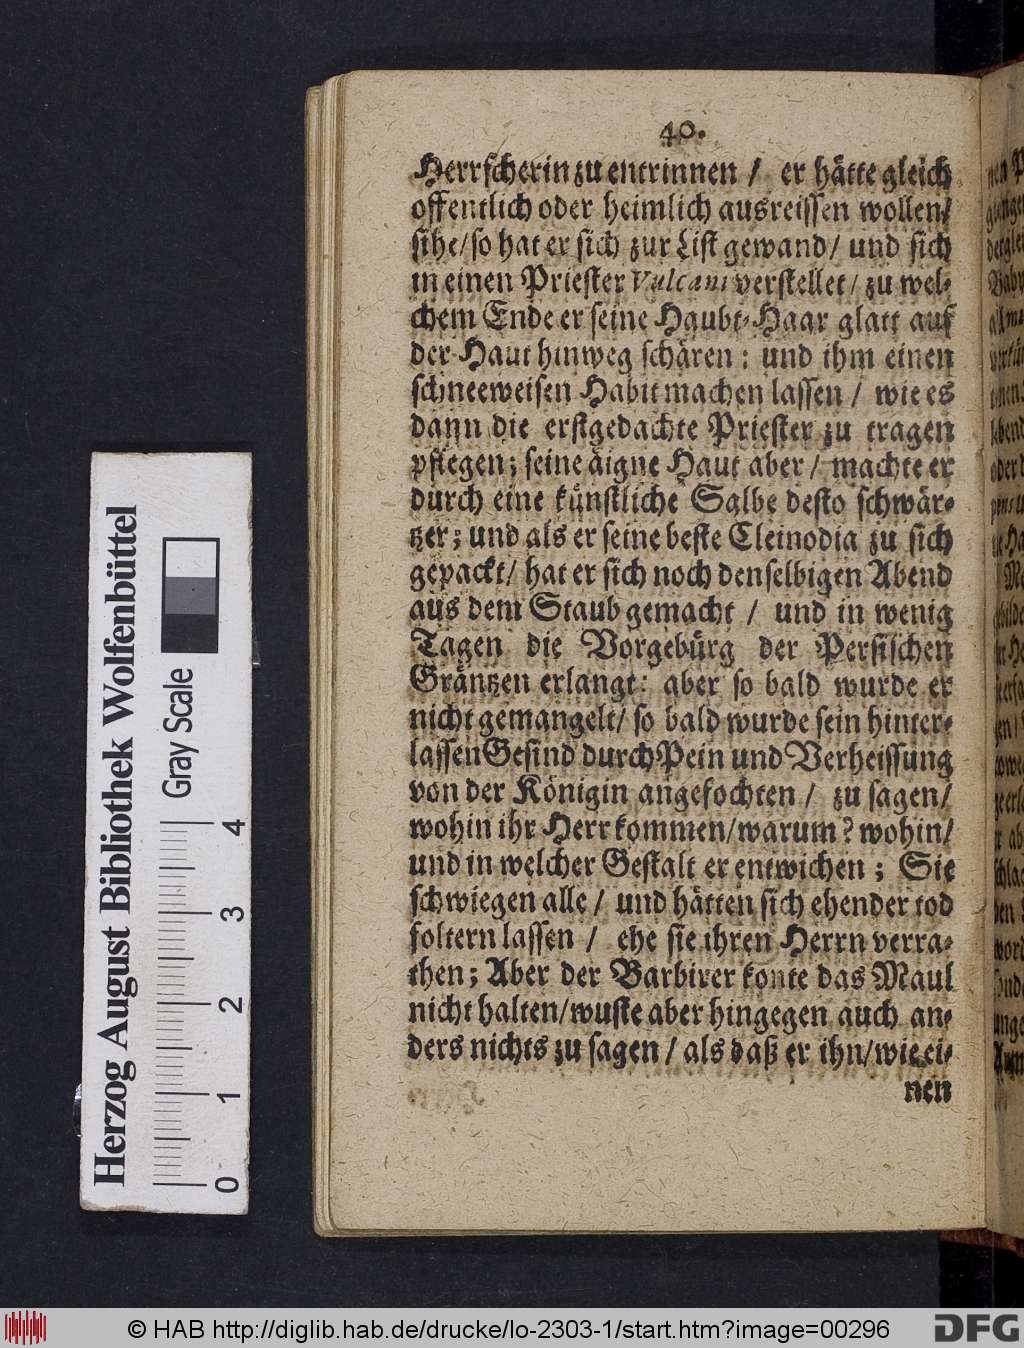 40.
Herrscherin zu entrinnen / er hätte gleich
offentlich oder heimlich ausreissen wollen/
sihe/so hat er sich zur List gewand/ und sich
in einen Priester Vulcani verstellet/ zu wel-
chem Ende er seine Haubt-Haar glatt auf
der Haut hinweg schären: und ihm einen
schneeweisen Habit machen lassen / wie es
dann die erstgedachte Priester zu tragen
pflegen; seine äigne Haut aber/ machte er
durch eine künstliche Salbe desto schwär-
tzer; und als er seine beste Cleinodia zu sich
gepackt/ hat er sich noch denselbigen Abend
aus dem Staub gemacht / und in wenig
Tagen die Vorgebürg der Persischen
Gräntzen erlangt: aber so bald wurde er
nicht gemangelt/ so bald wurde sein hinter-
lassen Gesind durch Pein und Verheissung
von der Königin angefochten / zu sagen/
wohin ihr Herr kommen/warum? wohin/
und in welcher Gestalt er entwichen; Sie
schwiegen alle / und hätten sich ehender tod
foltern lassen / ehe sie ihren Herrn verra-
then; Aber der Barbirer konte das Maul
nicht halten/wuste aber hingegen auch an-
ders nichts zu sagen / als daß er ihn/wie ei-
nen
Herzog August Bibliothek Wolfenbüttel
Gray Scale
0 1 2 3 4
© HAB http://diglib.hab.de/drucke/lo-2303-1/start.htm?image=00296
DFG